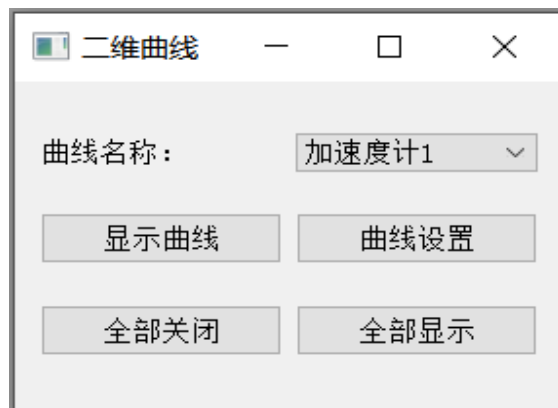 二维曲线
曲线名称：
加速度计1
显示曲线
曲线设置
全部关闭
全部显示